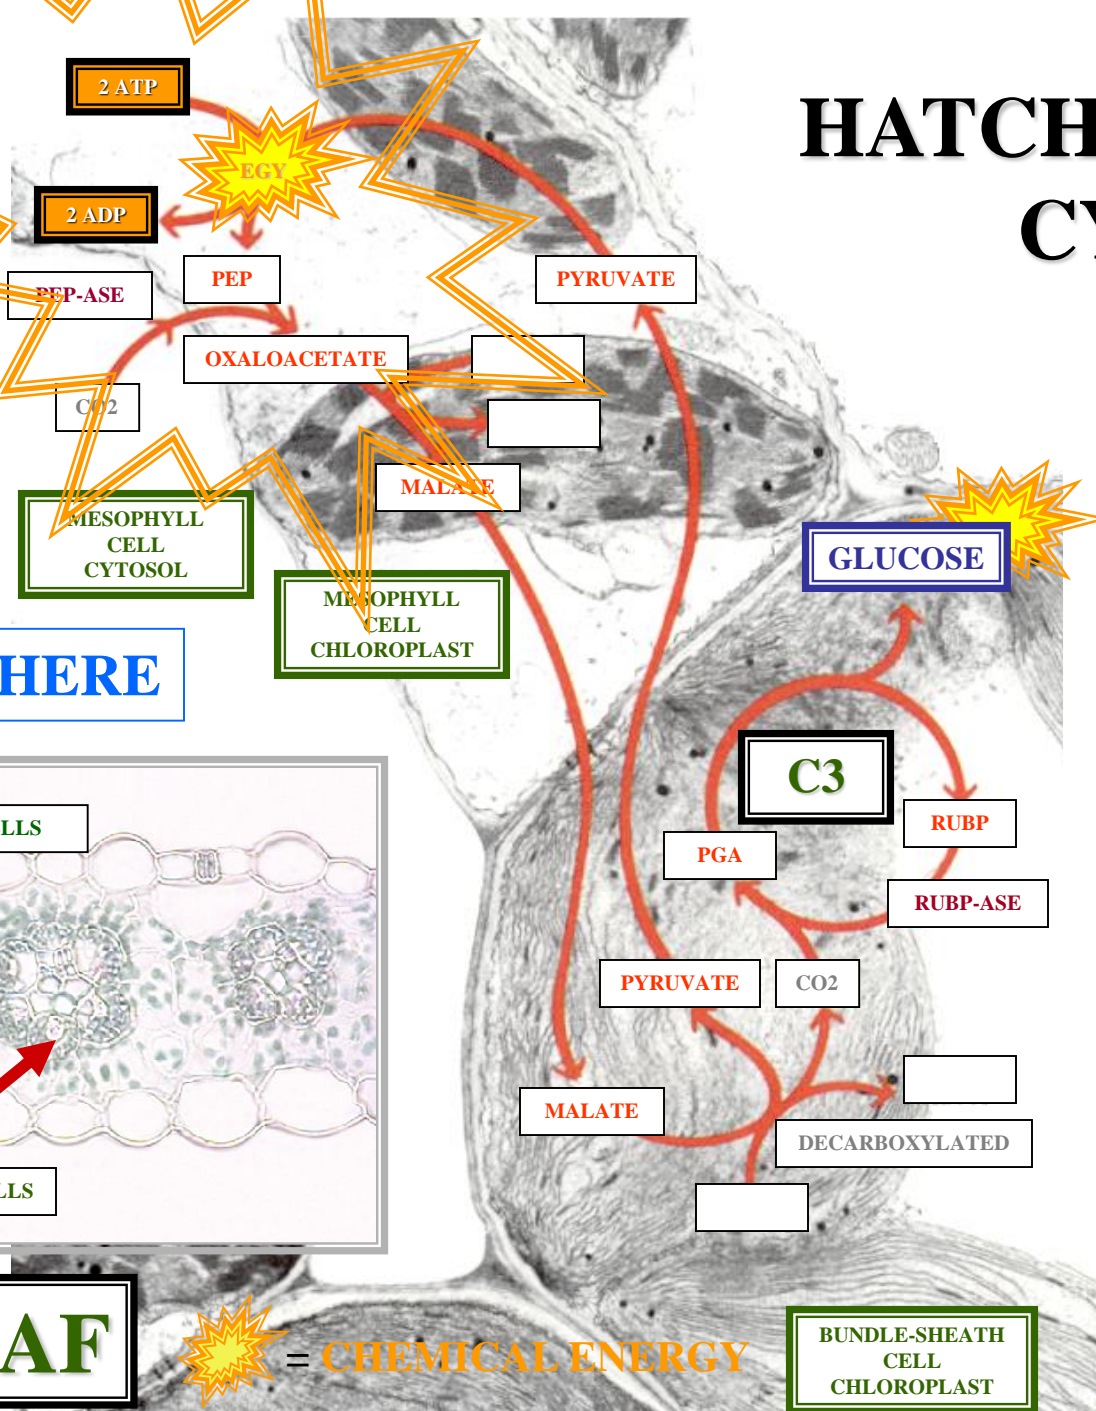 2 ATP
HATCH
CY
EGY
2 ADP
PEP
PYRUVATE
PEP-ASE
OXALOACETATE
CO2
MALATE
MESOPHYLL
CELL
CYTOSOL
GLUCOSE
MESOPHYLL
CELL
CHLOROPLAST
HERE
C3
LLS
RUBP
PGA
RUBP-ASE
PYRUVATE
CO2
MALATE
DECARBOXYLATED
LLS
AF
= CHEMICAL ENERGY
BUNDLE-SHEATH
CELL
CHLOROPLAST